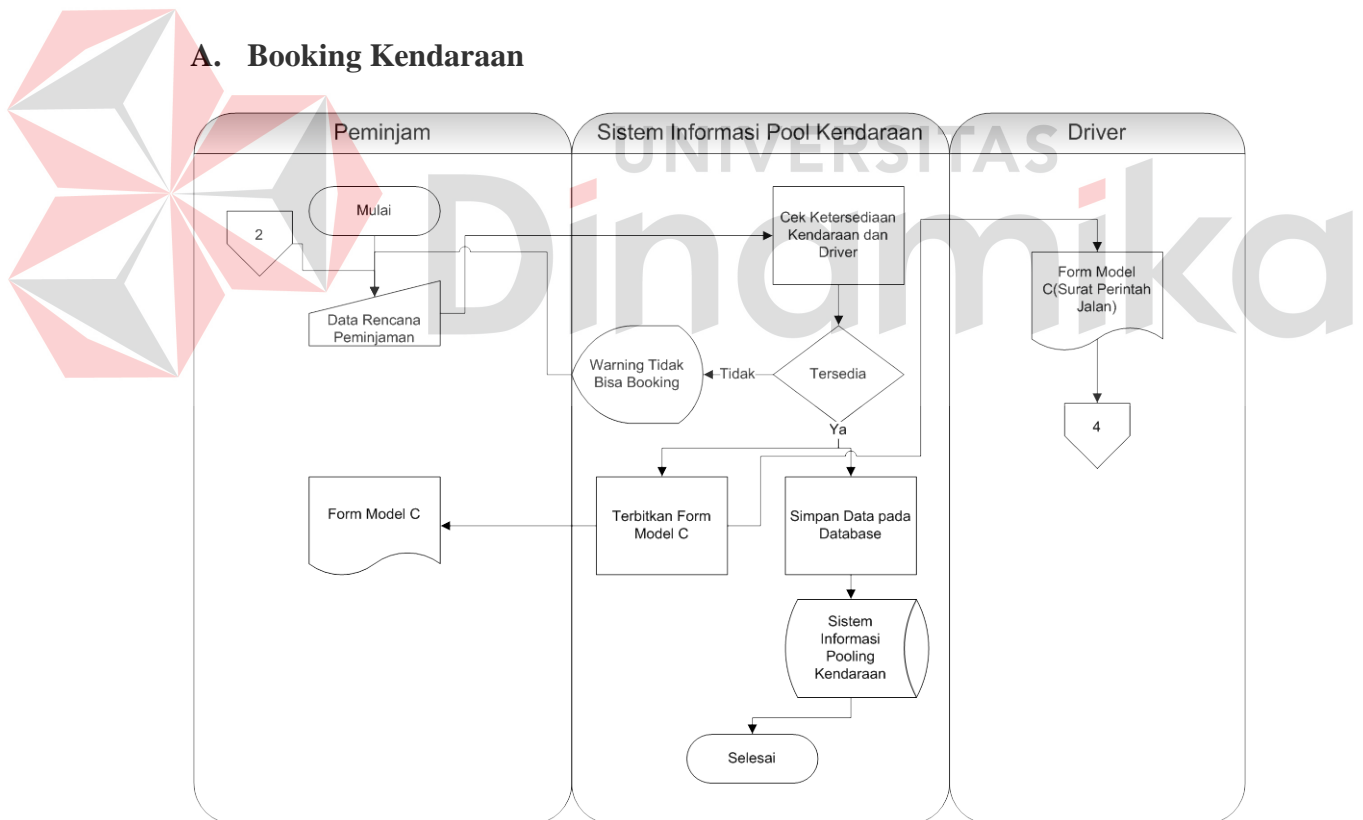 A. Booking Kendaraan
Peminjam
Sistem Informasi Pool Kendaraan
Driver
UNIVERSITAS
Dinamika
Mulai
2
Data Rencana
Peminjaman
Cek Ketersediaan
Kendaraan dan
Driver
Form Model
C(Surat Perintah
Jalan)
Warning Tidak
Bisa Booking
Tidak
Tersedia
4
Ya
Form Model C
Terbitkan Form
Model C
Simpan Data pada
Database
Sistem
Informasi
Pooling
Kendaraan
Selesai